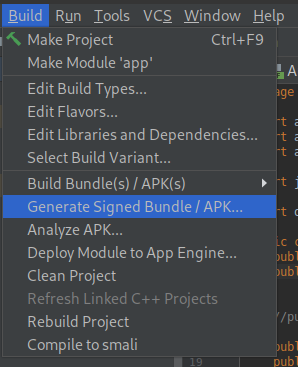 Build Run Tools VCS Window Help
Make Project Ctrl+F9
Make Module 'app'
Edit Build Types...
Edit Flavors...
Edit Libraries and Dependencies...
Select Build Variant...
Build Bundle(s) / APK(s)
Generate Signed Bundle / APK...
Analyze APK...
Deploy Module to App Engine...
Clean Project
Refresh Linked C++ Projects
Rebuild Project
Compile to smali
19